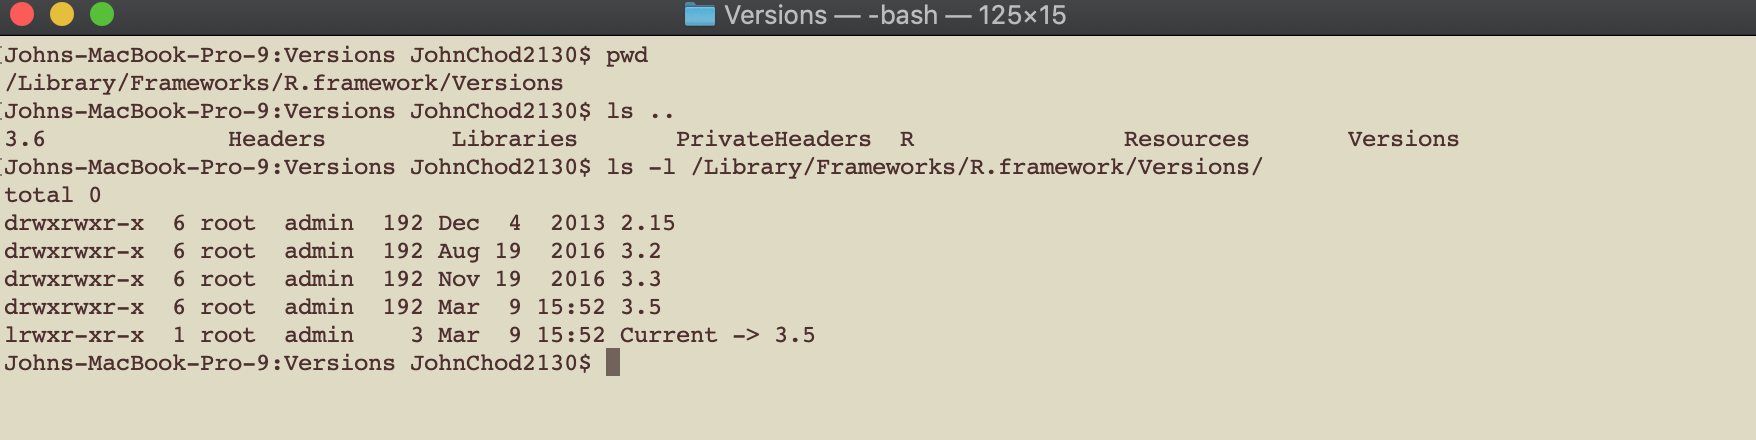 Versions — -bash — 125×15
[Johns-MacBook-Pro-9:Versions JohnChod2130$ pwd
/Library/Frameworks/R.framework/Versions
[Johns-MacBook-Pro-9:Versions JohnChod2130$ ls ..
3.6             Headers         Libraries       PrivateHeaders  R               Resources       Versions
[Johns-MacBook-Pro-9:Versions JohnChod2130$ ls -l /Library/Frameworks/R.framework/Versions/
total 0
drwxrwxr-x  6 root  admin  192 Dec  4  2013 2.15
drwxrwxr-x  6 root  admin  192 Aug 19  2016 3.2
drwxrwxr-x  6 root  admin  192 Nov 19  2016 3.3
drwxrwxr-x  6 root  admin  192 Mar  9 15:52 3.5
lrwxr-xr-x  1 root  admin    3 Mar  9 15:52 Current -> 3.5
Johns-MacBook-Pro-9:Versions JohnChod2130$